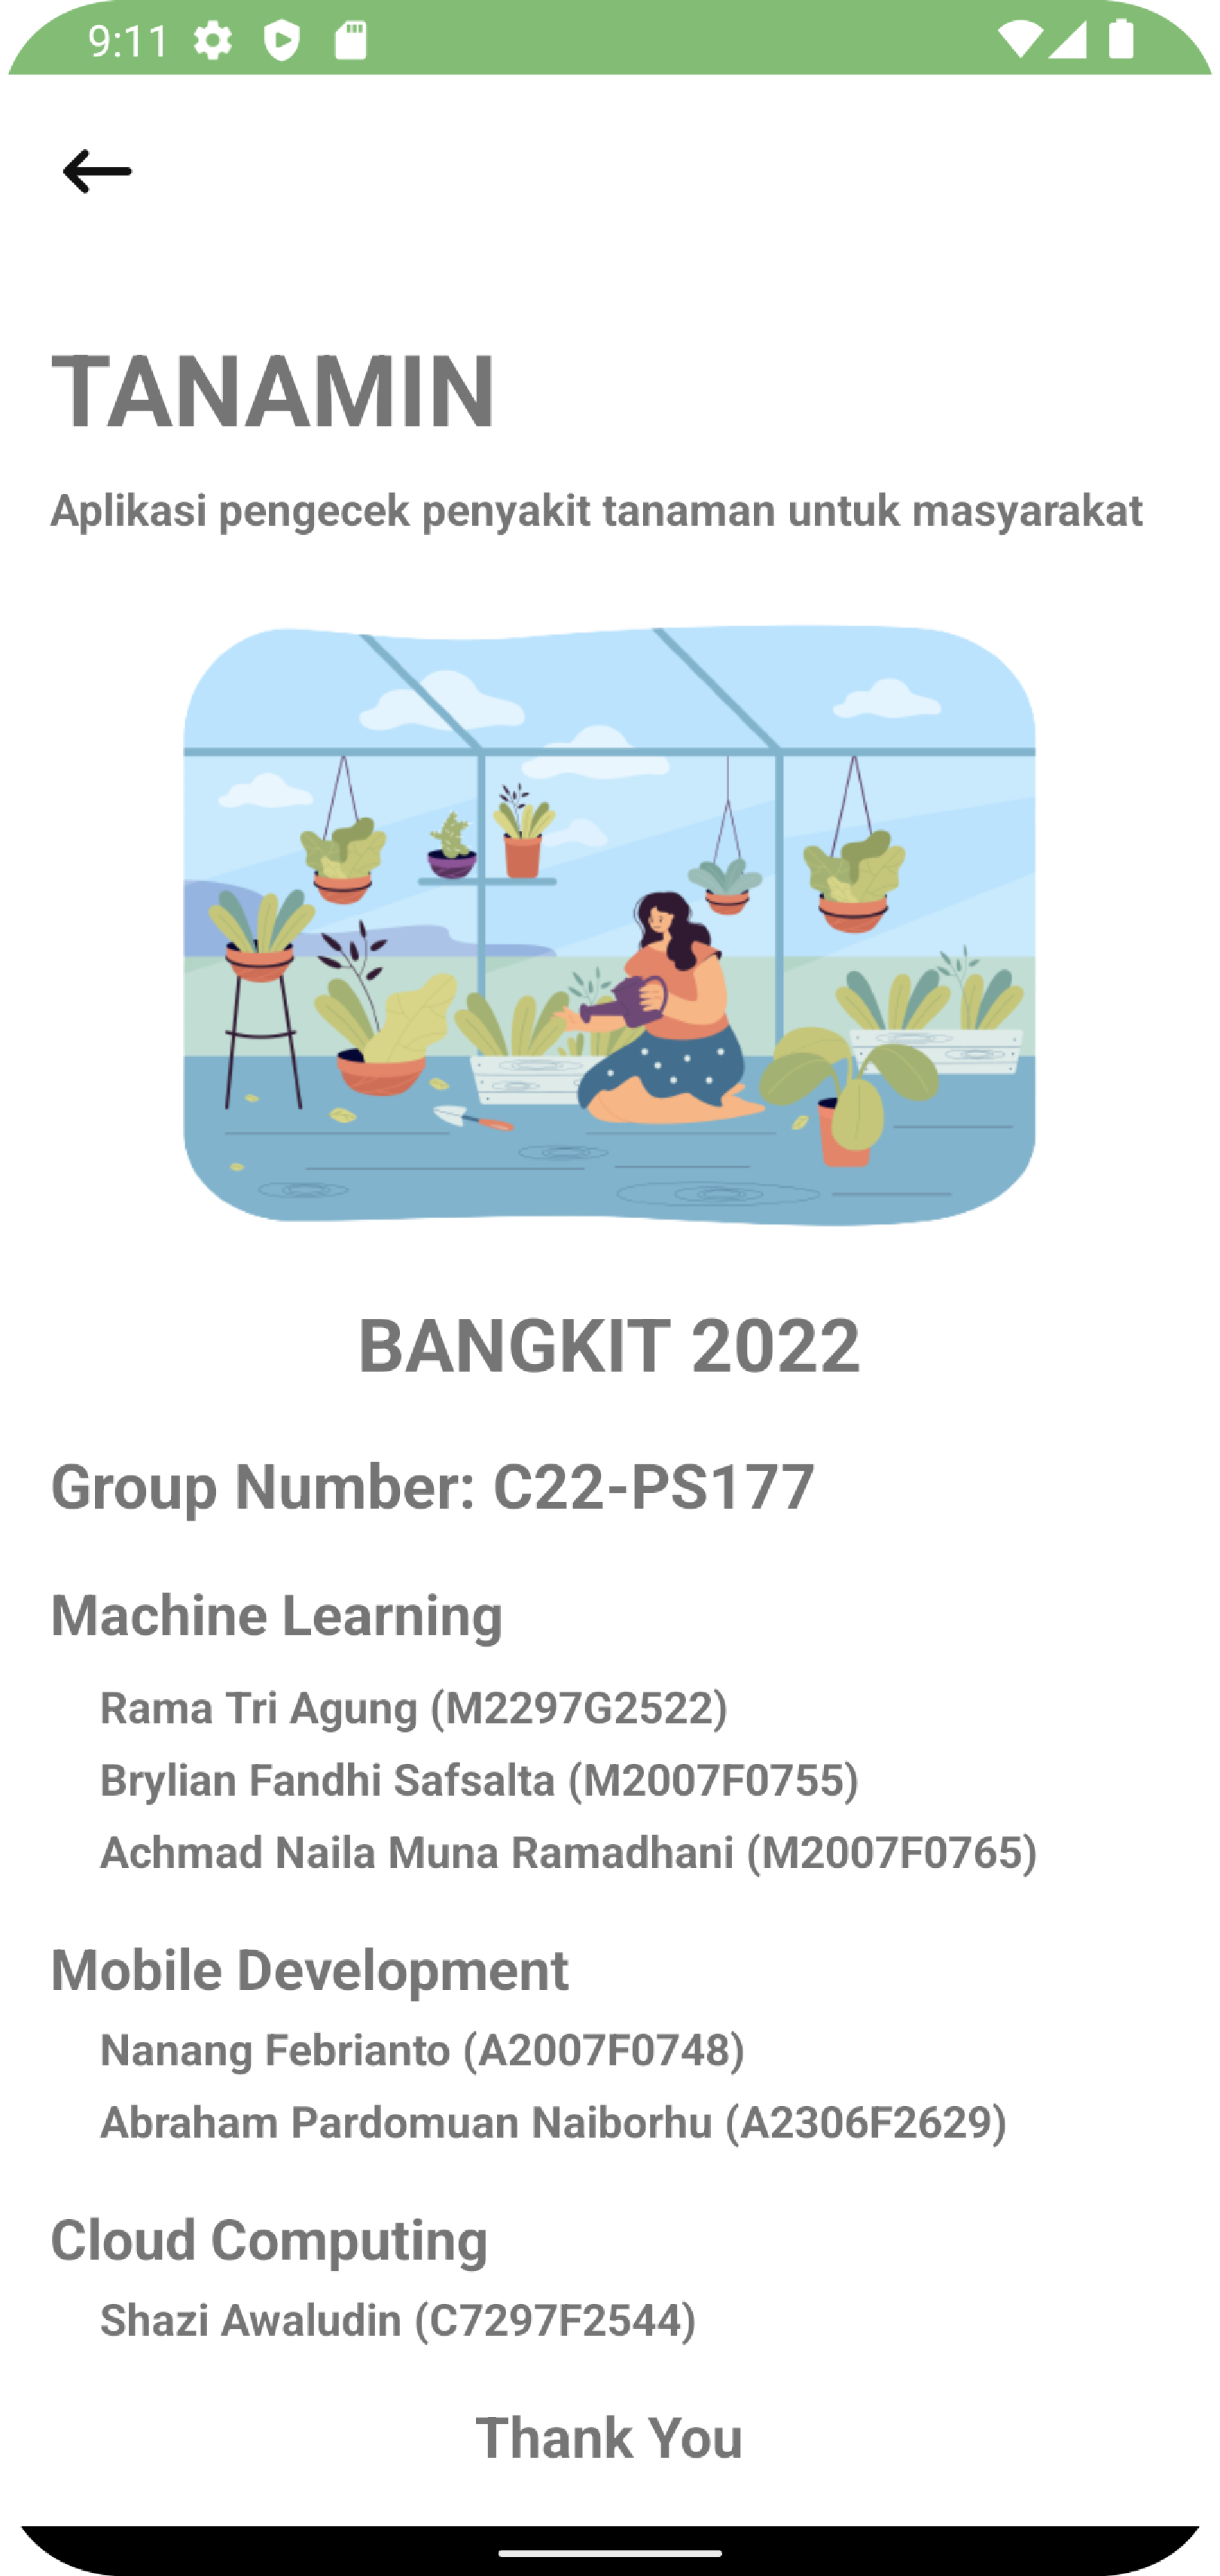 9:11
TANAMIN
Aplikasi pengecek penyakit tanaman untuk masyarakat
BANGKIT 2022
Group Number: C22-PS177
Machine Learning
Rama Tri Agung (M2297G2522)
Brylian Fandhi Safsalta (M2007F0755)
Achmad Naila Muna Ramadhani (M2007F0765)
Mobile Development
Nanang Febrianto (A2007F0748)
Abraham Pardomuan Naiborhu (A2306F2629)
Cloud Computing
Shazi Awaludin (C7297F2544)
Thank You